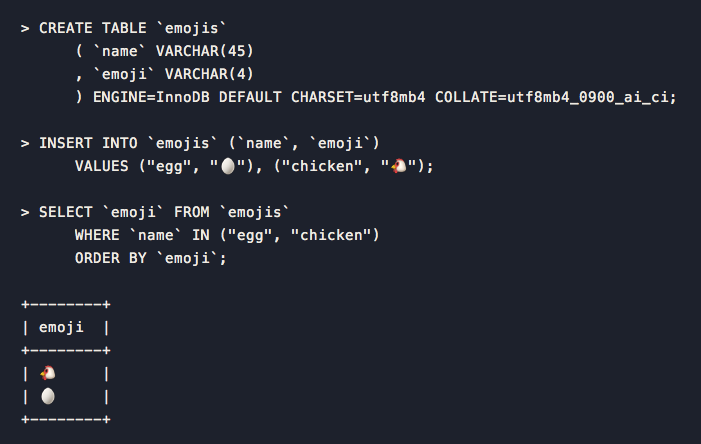 > CREATE TABLE `emojis`
( `name` VARCHAR(45)
, `emoji` VARCHAR(4)
) ENGINE=InnoDB DEFAULT CHARSET=utf8mb4 COLLATE=utf8mb4_0900_ai_ci;
> INSERT INTO `emojis` (`name`, `emoji`)
VALUES ("egg", "🥚"), ("chicken", "🐔");
> SELECT `emoji` FROM `emojis`
WHERE `name` IN ("egg", "chicken")
ORDER BY `emoji`;
+--------+
| emoji  |
+--------+
| 🐔     |
| 🥚     |
+--------+